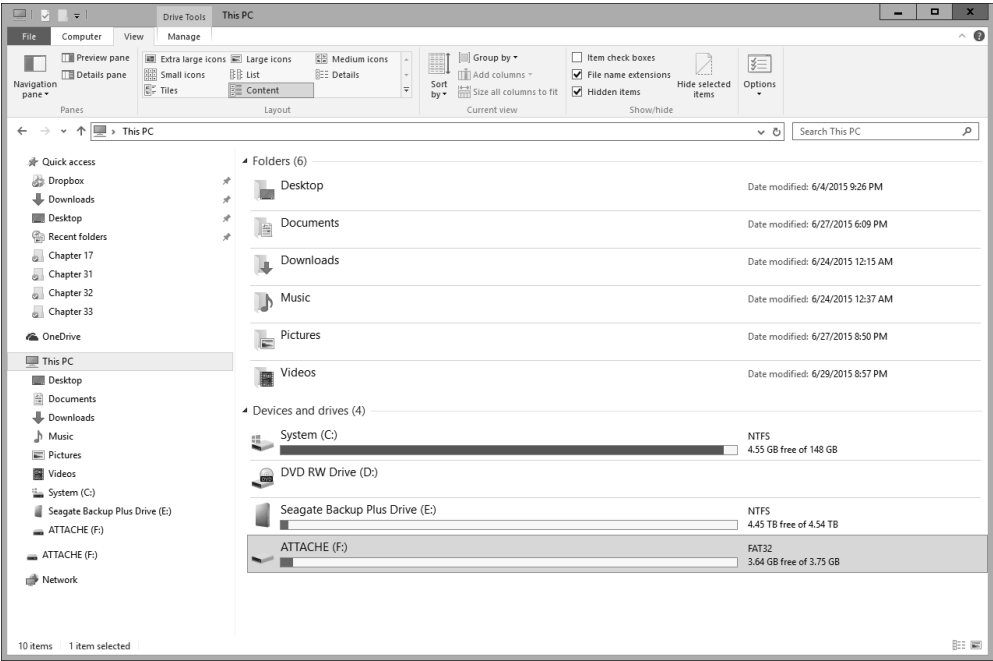 Drive Tools This PC
File Computer View Manage
Navigation pane
Preview pane
Details pane
Panes
Extra large icons Large icons Medium icons
Small icons List Details
Tiles Content
Layout
Sort by
Group by
Add columns
Size all columns to fit
Current view
Item check boxes
File name extensions
Hidden items
Hide selected items
Show/hide
Options
This PC
Search This PC
Quick access
Dropbox
Downloads
Desktop
Recent folders
Chapter 17
Chapter 31
Chapter 32
Chapter 33
OneDrive
This PC
Desktop
Documents
Downloads
Music
Pictures
Videos
System (C:)
Seagate Backup Plus Drive (E:)
ATTACHE (F:)
ATTACHE (F:)
Network
Folders (6)
Desktop Date modified: 6/4/2015 9:26 PM
Documents Date modified: 6/27/2015 6:09 PM
Downloads Date modified: 6/24/2015 12:15 AM
Music Date modified: 6/24/2015 12:37 AM
Pictures Date modified: 6/27/2015 8:50 PM
Videos Date modified: 6/29/2015 8:57 PM
Devices and drives (4)
System (C:) NTFS
4.55 GB free of 148 GB
DVD RW Drive (D:)
Seagate Backup Plus Drive (E:) NTFS
4.45 TB free of 4.54 TB
ATTACHE (F:) FAT32
3.64 GB free of 3.75 GB
10 items 1 item selected